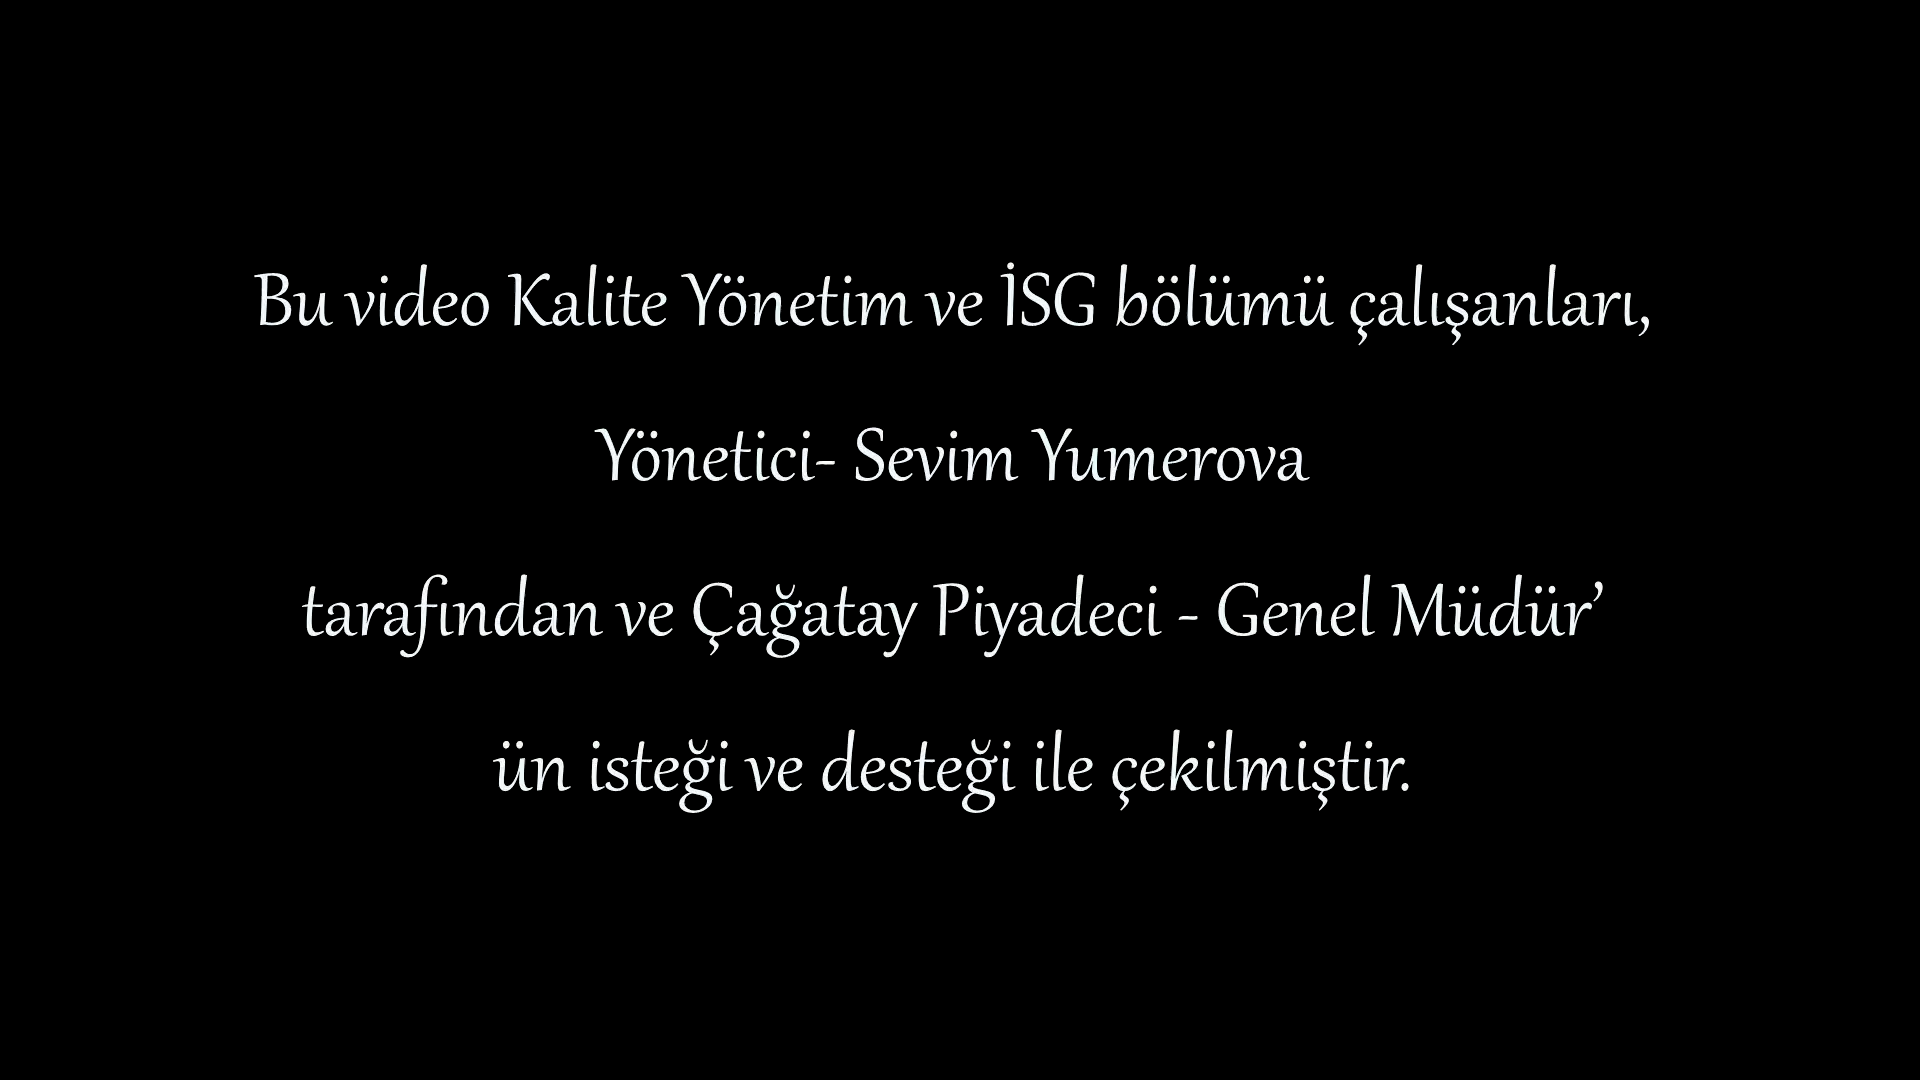 Bu video Kalite Yönetim ve İSG bölümü çalışanları,
Yönetici- Sevim Yumerova
tarafından ve Çağatay Piyadeci - Genel Müdür’
ün isteği ve desteği ile çekilmiştir.